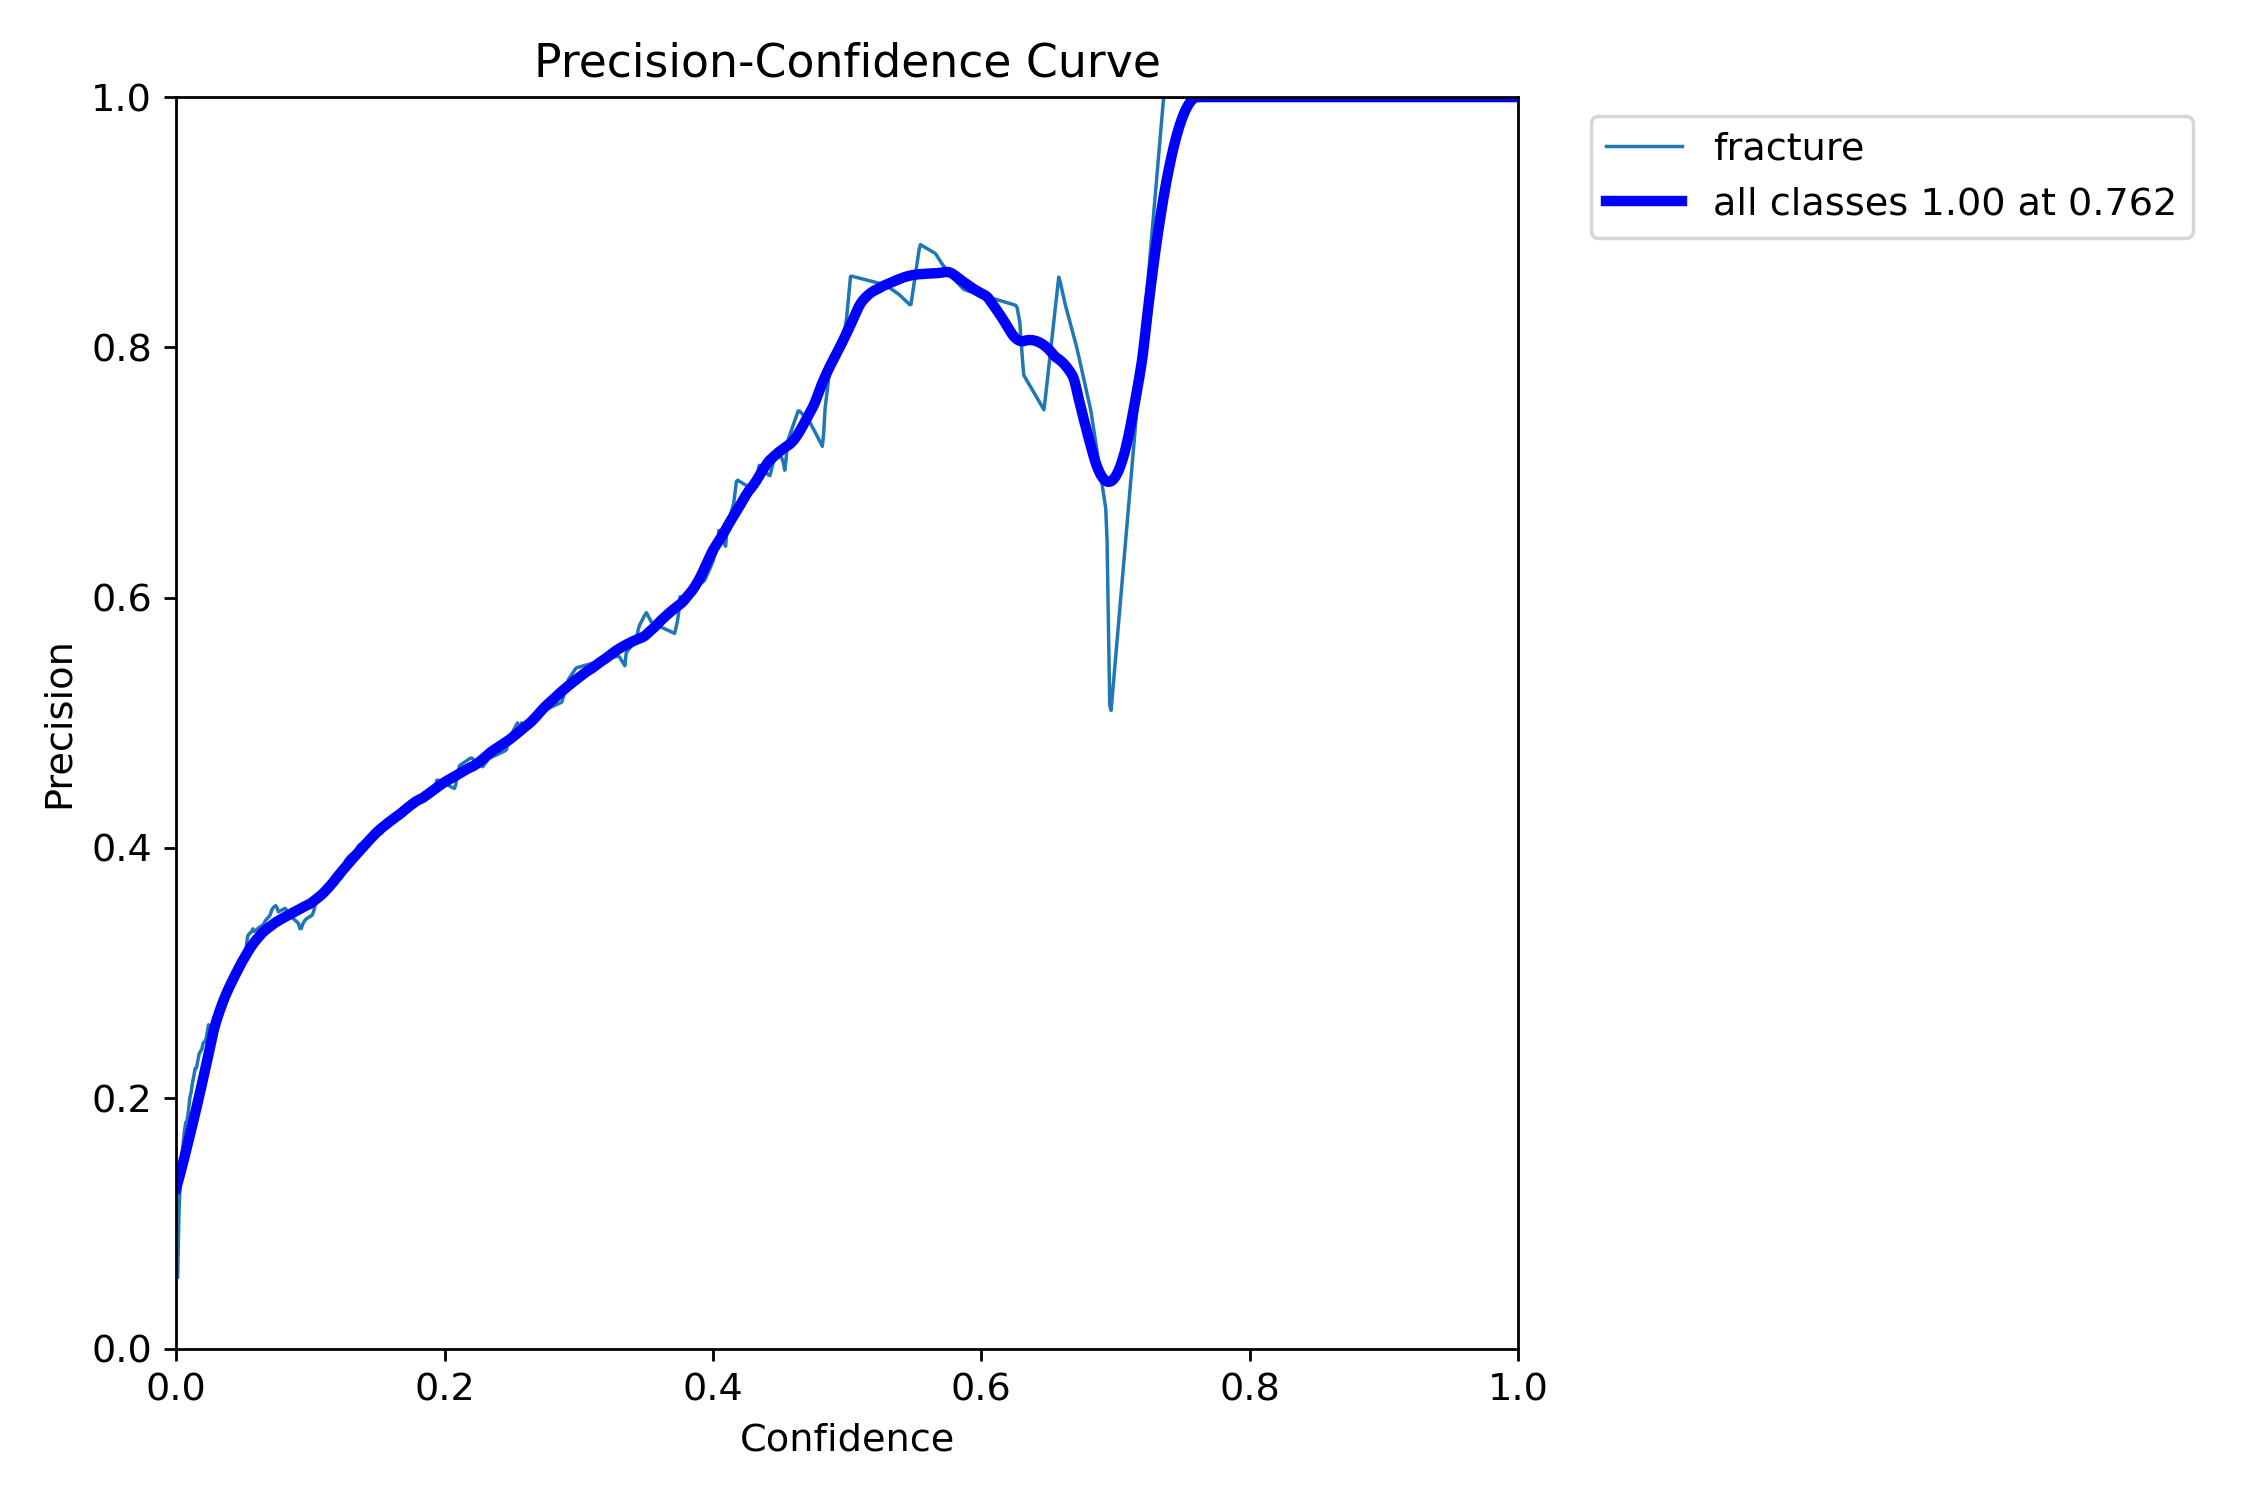 Precision-Confidence Curve
1.0
0.8
0.6
0.4
0.2
0.0
Precision
0.0 0.2 0.4 0.6 0.8 1.0
Confidence
fracture
all classes 1.00 at 0.762